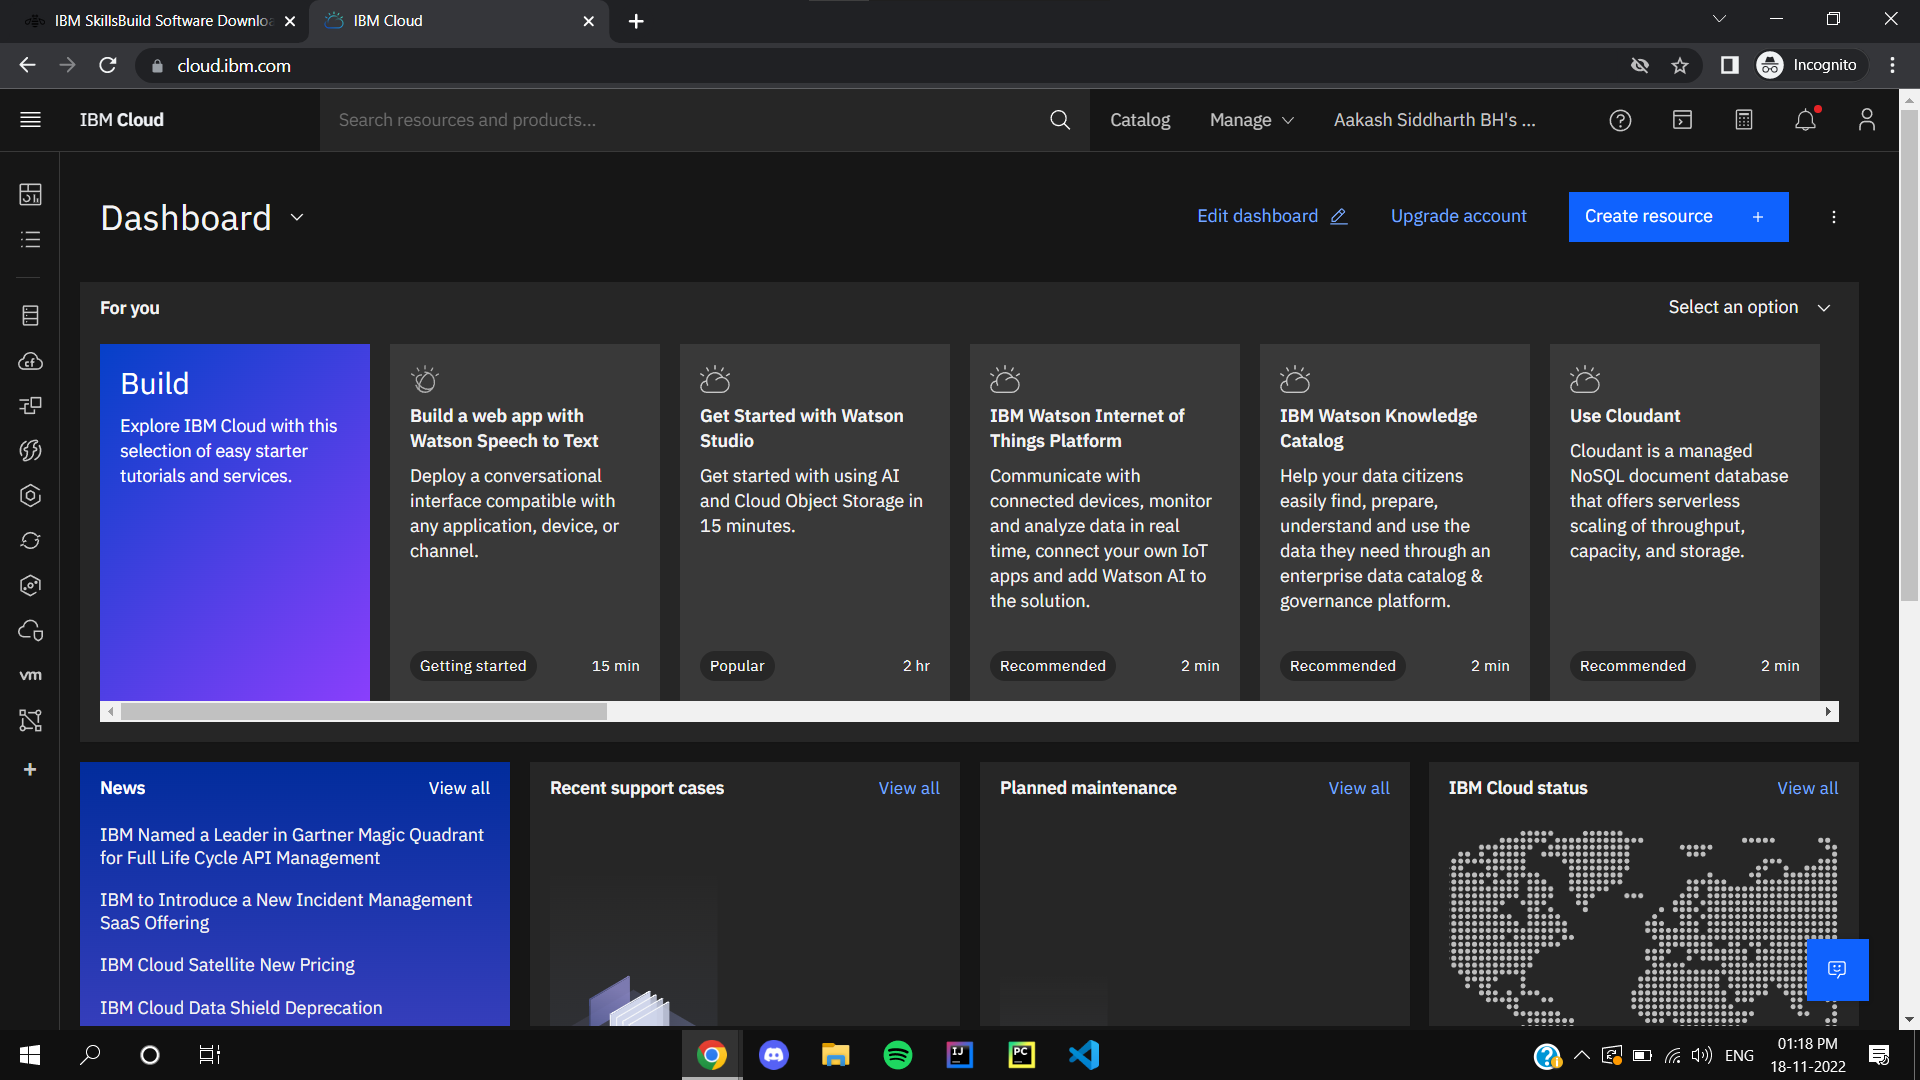 IBM SkillsBuild Software Downlo
IBM Cloud
cloud.ibm.com
Incognito
IBM Cloud
Search resources and products...
Catalog
Manage
Aakash Siddharth BH's ...
Dashboard
Edit dashboard
Upgrade account
Create resource +
For you
Select an option
Build
Explore IBM Cloud with this
selection of easy starter
tutorials and services.
Build a web app with
Watson Speech to Text
Deploy a conversational
interface compatible with
any application, device, or
channel.
Getting started
15 min
Get Started with Watson
Studio
Get started with using AI
and Cloud Object Storage in
15 minutes.
Popular
2 hr
IBM Watson Internet of
Things Platform
Communicate with
connected devices, monitor
and analyze data in real
time, connect your own IoT
apps and add Watson AI to
the solution.
Recommended
2 min
IBM Watson Knowledge
Catalog
Help your data citizens
easily find, prepare,
understand and use the
data they need through an
enterprise data catalog &
governance platform.
Recommended
2 min
Use Cloudant
Cloudant is a managed
NoSQL document database
that offers serverless
scaling of throughput,
capacity, and storage.
Recommended
2 min
vm
News
View all
IBM Named a Leader in Gartner Magic Quadrant
for Full Life Cycle API Management
IBM to Introduce a New Incident Management
SaaS Offering
IBM Cloud Satellite New Pricing
IBM Cloud Data Shield Deprecation
Recent support cases
View all
Planned maintenance
View all
IBM Cloud status
View all
IJ
PC
ENG
01:18 PM
18-11-2022